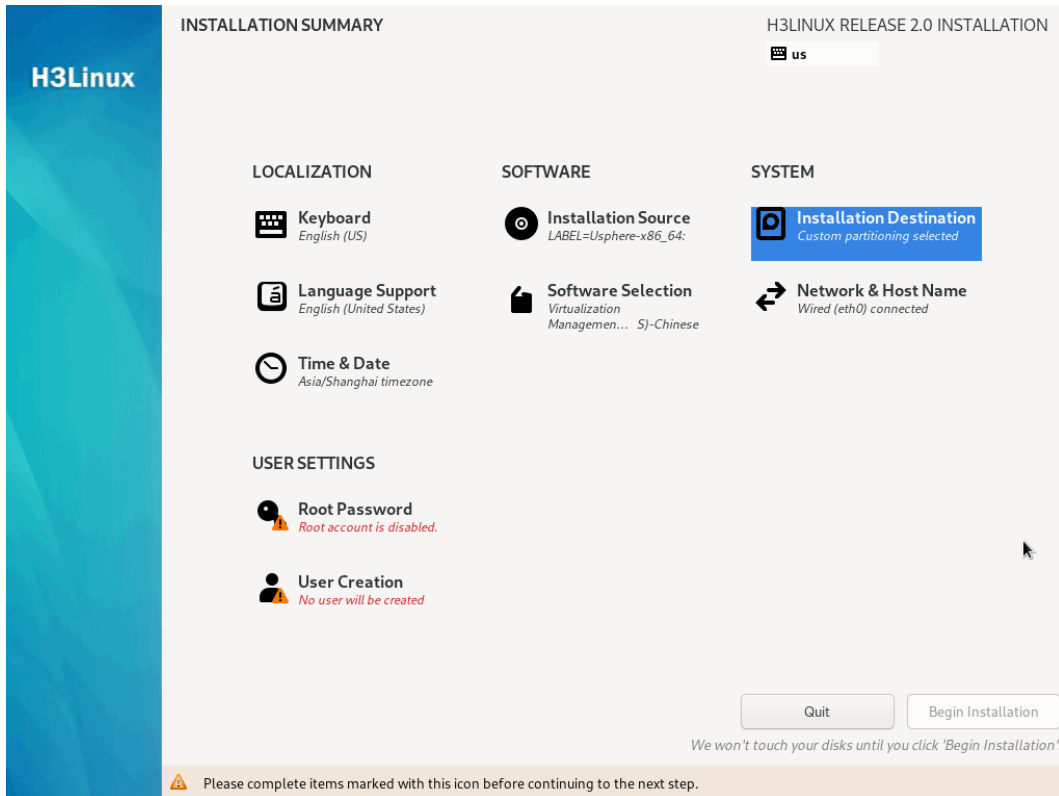 INSTALLATION SUMMARY
H3LINUX RELEASE 2.0 INSTALLATION
us
H3Linux
LOCALIZATION
Keyboard
English (US)
Language Support
English (United States)
Time & Date
Asia/Shanghai timezone
SOFTWARE
Installation Source
LABEL=Usphere-x86_64:
Software Selection
Virtualization
Managemen... S)-Chinese
SYSTEM
Installation Destination
Custom partitioning selected
Network & Host Name
Wired (eth0) connected
USER SETTINGS
Root Password
Root account is disabled.
User Creation
No user will be created
Quit
Begin Installation
We won't touch your disks until you click 'Begin Installation'
Please complete items marked with this icon before continuing to the next step.